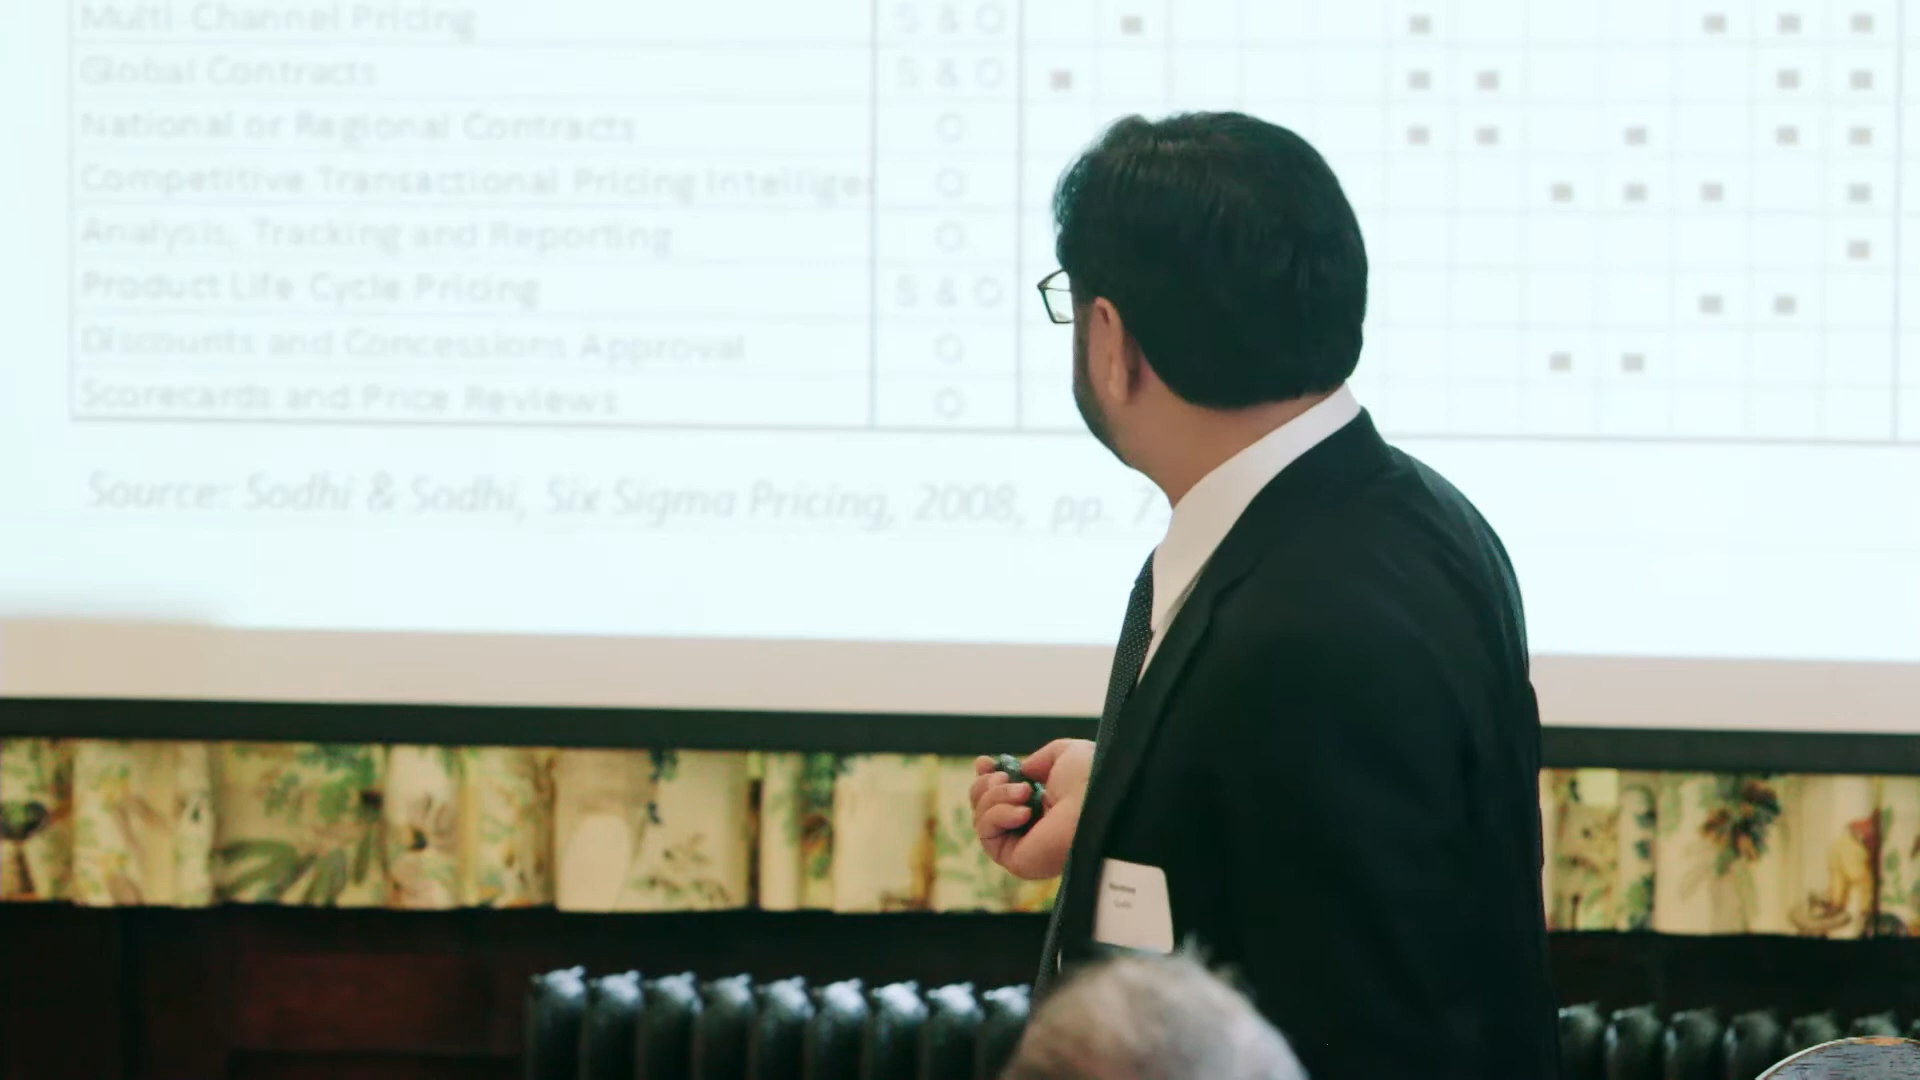 Multi-Channel Pricing S & O
Global Contracts S & O
National or Regional Contracts O
Competitive Transactional Pricing Intelliger O
Analysis, Tracking and Reporting O
Product Life Cycle Pricing S & O
Discounts and Concessions Approval O
Scorecards and Price Reviews O
Source: Sodhi & Sodhi, Six Sigma Pricing, 2008, pp. 7